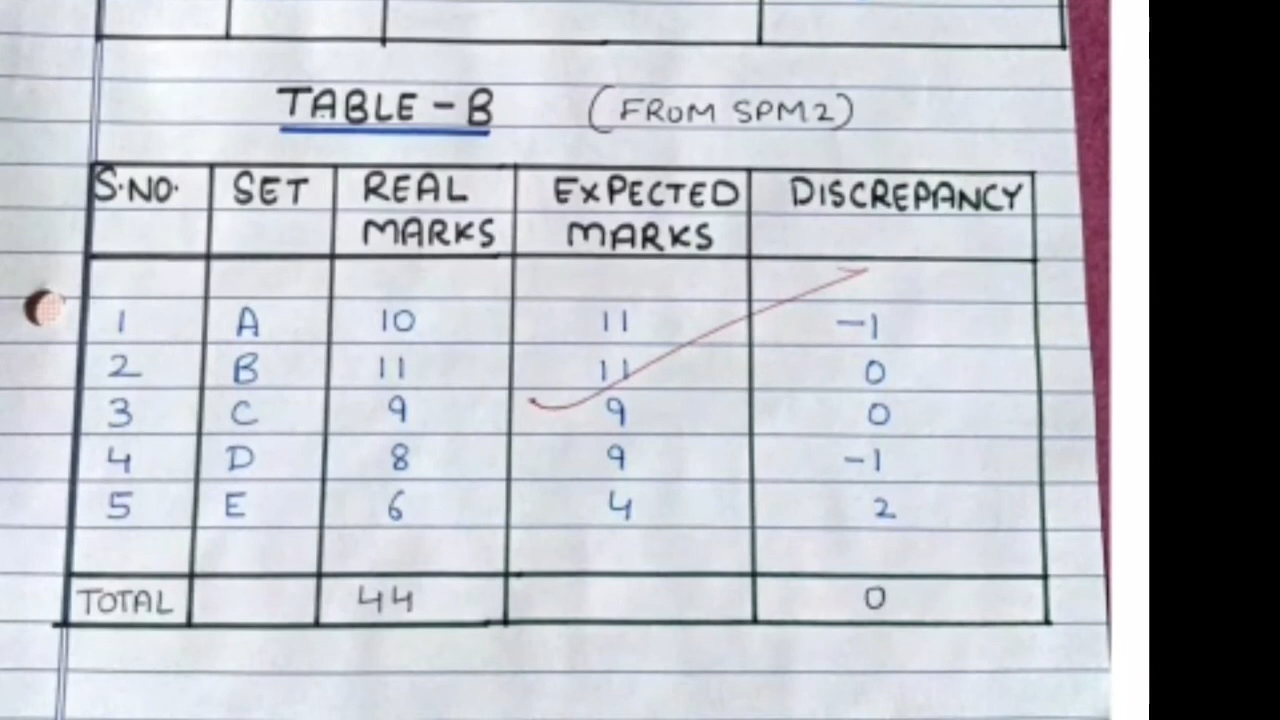 TABLE - B (FROM SPM2)
S.NO. SET REAL MARKS EXPECTED MARKS DISCREPANCY
1 A 10 11 -1
2 B 11 11 0
3 C 9 9 0
4 D 8 9 -1
5 E 6 4 2
TOTAL 44 0